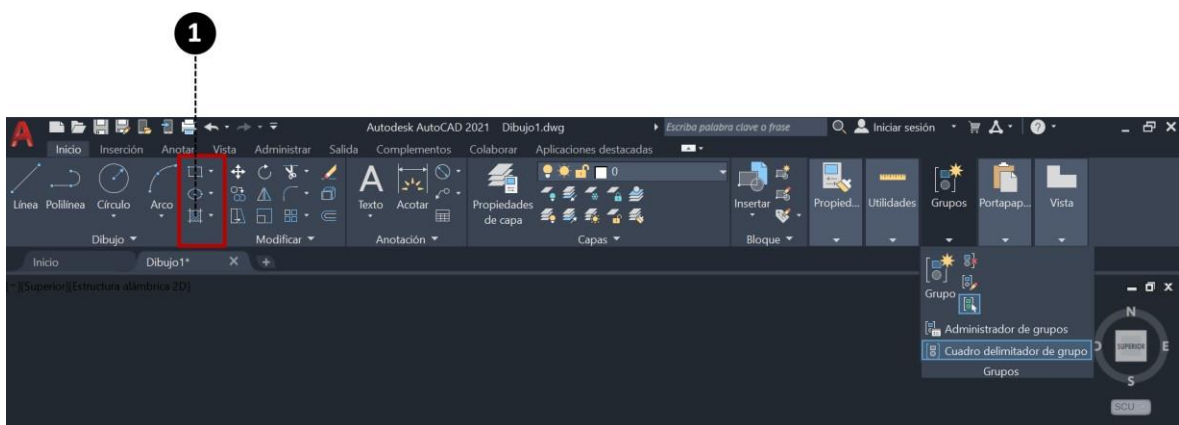 1
A
Autodesk AutoCAD 2021 Dibujo1.dwg
Escriba palabra clave o frase
Iniciar sesión
Inicio Inserción Anotar Vista Administrar Salida Complementos Colaborar Aplicaciones destacadas
0
Línea Polilínea Círculo Arco
A
Texto Acotar
Propiedades
de capa
Insertar
Propied... Utilidades Grupos Portapap... Vista
Dibujo Modificar Anotación Capas Bloque
Inicio Dibujo1* +
[−][Superior][Estructura alámbrica 2D]
Grupo
Administrador de grupos
Cuadro delimitador de grupo
Grupos
N
SUPERIOR
E
S
SCU